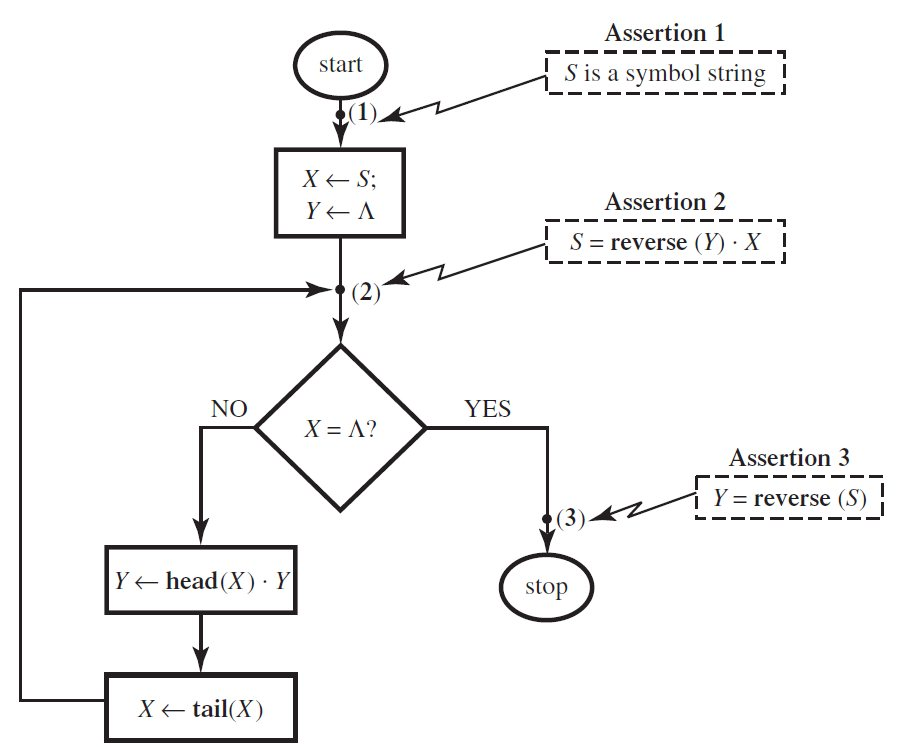 Assertion 1
start
S is a symbol string
(1)
X ← S;
Y ← Λ
Assertion 2
S = reverse (Y) · X
(2)
NO
YES
X = Λ?
Assertion 3
Y = reverse (S)
(3)
Y ← head(X) · Y
stop
X ← tail(X)